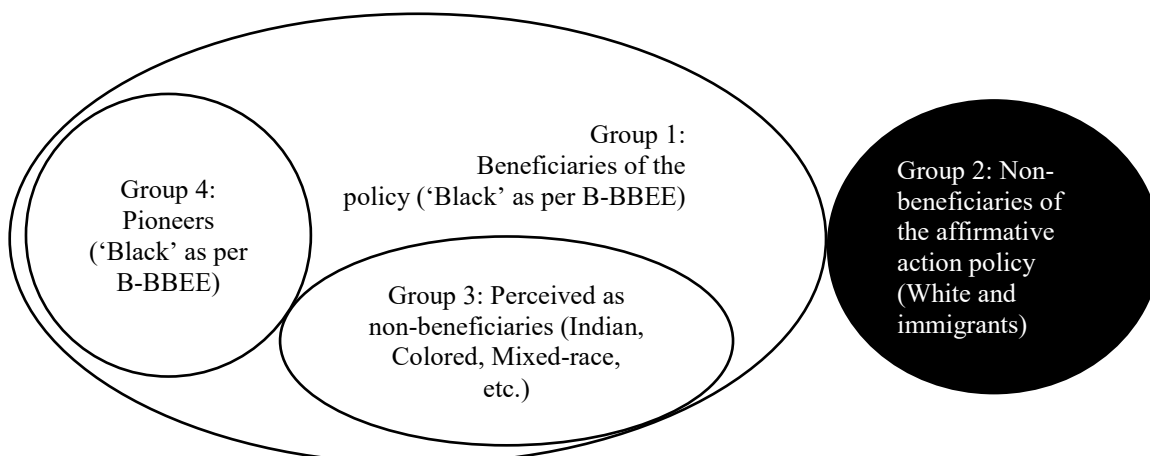 Group 4:
Pioneers
(‘Black’ as per
B-BBEE)
Group 1:
Beneficiaries of the
policy (‘Black’ as per B-BBEE)
Group 3: Perceived as
non-beneficiaries (Indian,
Colored, Mixed-race,
etc.)
Group 2: Non-
beneficiaries of
the affirmative
action policy
(White and
immigrants)